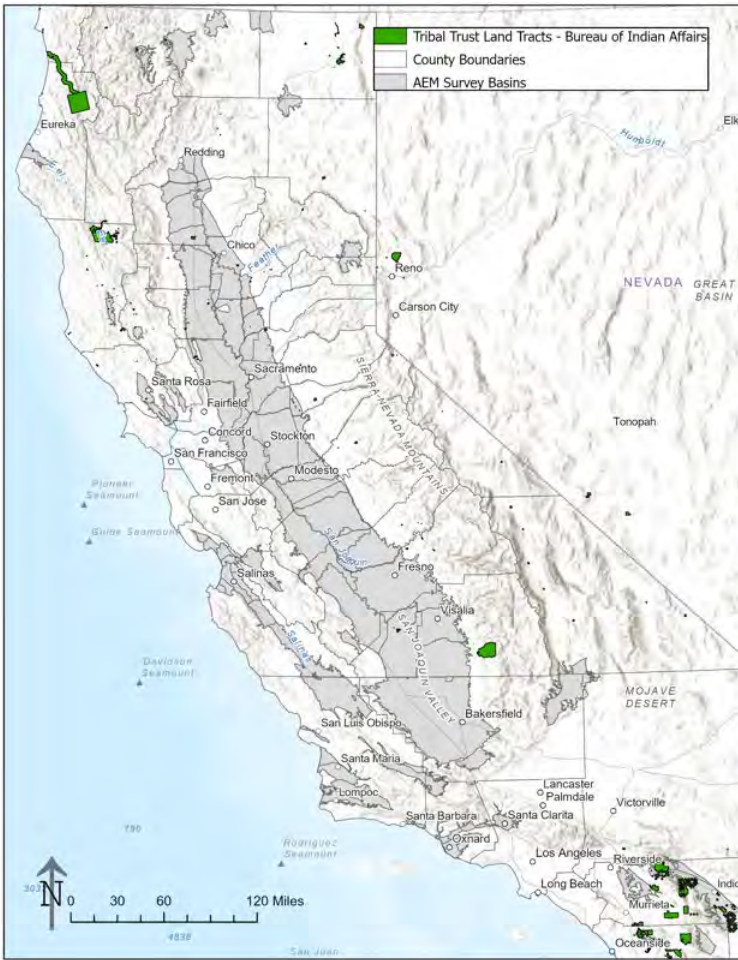 Tribal Trust Land Tracts - Bureau of Indian Affairs
County Boundaries
AEM Survey Basins
Eureka
Eel
Redding
Humboldt
Elk
Chico
Feather
Reno
NEVADA
GREAT
BASIN
Carson City
SIERRA NEVADA MOUNTAINS
Sacramento
Santa Rosa
Fairfield
Concord
Stockton
San Francisco
Modesto
Fremont
San Jose
Tonopah
Pioneer
Seamount
Guide Seamount
San Joaquin
Fresno
Salinas
Salinas
Visalia
SAN JOAQUIN VALLEY
Davidson
Seamount
MOJAVE
DESERT
Bakersfield
San Luis Obispo
Santa Maria
Lompoc
Lancaster
Palmdale
Victorville
Santa Barbara
Santa Clarita
Oxnard
Los Angeles
Riverside
Long Beach
Indio
Murrieta
Oceanside
Rodriguez
Seamount
N
0 30 60 120 Miles
San Juan